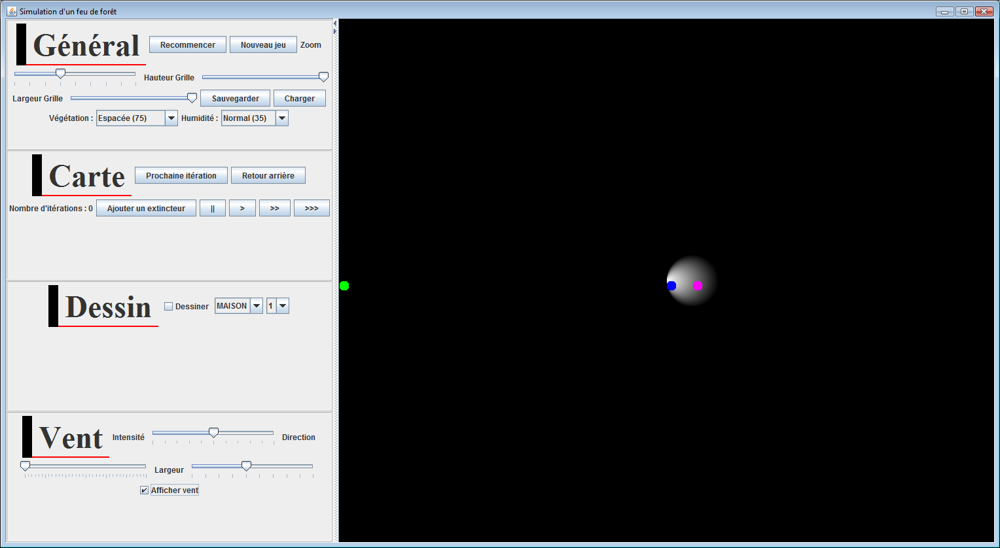 Simulation d'un feu de forêt
Général Recommencer Nouveau jeu Zoom
Hauteur Grille
Largeur Grille Sauvegarder Charger
Végétation : Espacée (75) Humidité : Normal (35)
Carte Prochaine itération Retour arrière
Nombre d'itérations : 0 Ajouter un extincteur || > >> >>>
Dessin Dessiner MAISON 1
Vent Intensité Direction
Largeur
Afficher vent